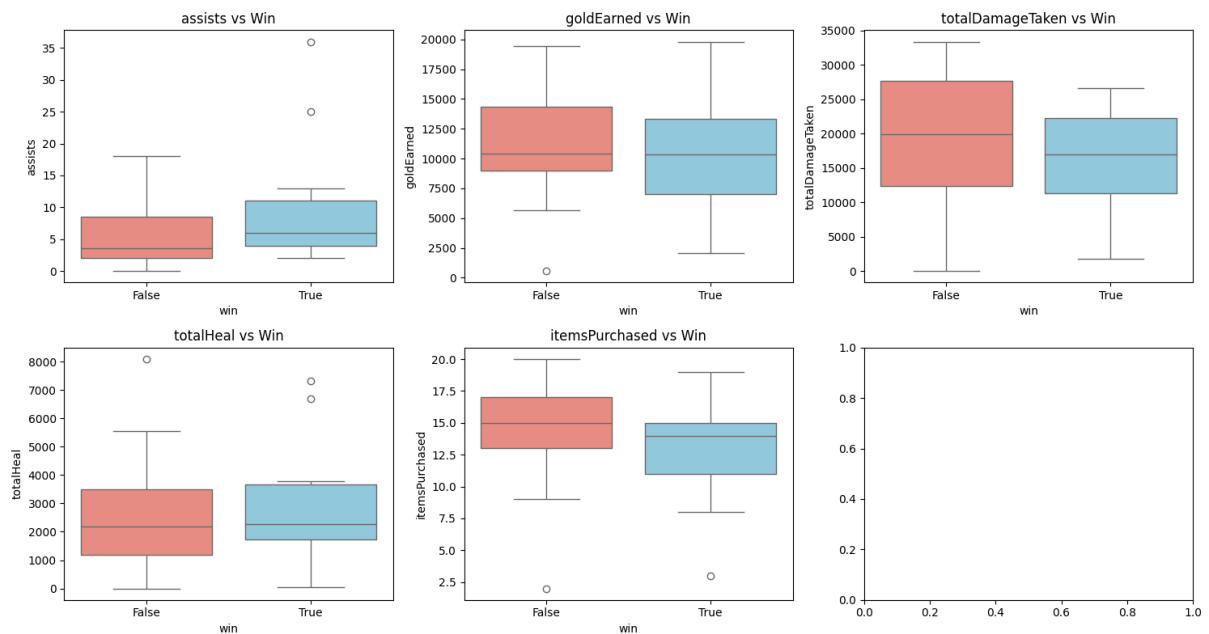 assists vs Win
goldEarned vs Win
totalDamageTaken vs Win
assists
35
30
25
20
15
10
5
0
False
True
win
goldEarned
20000
17500
15000
12500
10000
7500
5000
2500
0
False
True
win
totalDamageTaken
35000
30000
25000
20000
15000
10000
5000
0
False
True
win
totalHeal vs Win
itemsPurchased vs Win
totalHeal
8000
7000
6000
5000
4000
3000
2000
1000
0
False
True
win
itemsPurchased
20.0
17.5
15.0
12.5
10.0
7.5
5.0
2.5
False
True
win
1.0
0.8
0.6
0.4
0.2
0.0
0.0
0.2
0.4
0.6
0.8
1.0